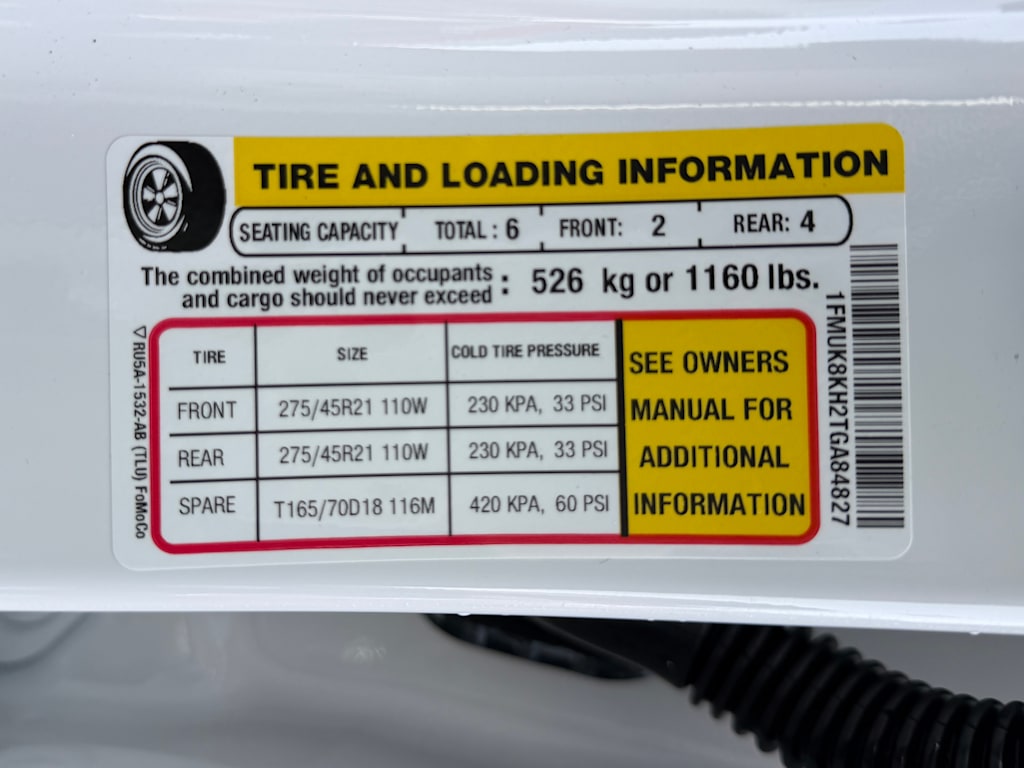 TIRE AND LOADING INFORMATION
SEATING CAPACITY TOTAL : 6 FRONT: 2 REAR: 4
The combined weight of occupants
and cargo should never exceed : 526 kg or 1160 lbs.
TIRE SIZE COLD TIRE PRESSURE
FRONT 275/45R21 110W 230 KPA, 33 PSI
REAR 275/45R21 110W 230 KPA, 33 PSI
SPARE T165/70D18 116M 420 KPA, 60 PSI
SEE OWNERS
MANUAL FOR
ADDITIONAL
INFORMATION
▽ RU5A-1532-AB (TLU) FoMoCo
1FMUK8KH2TGA84827